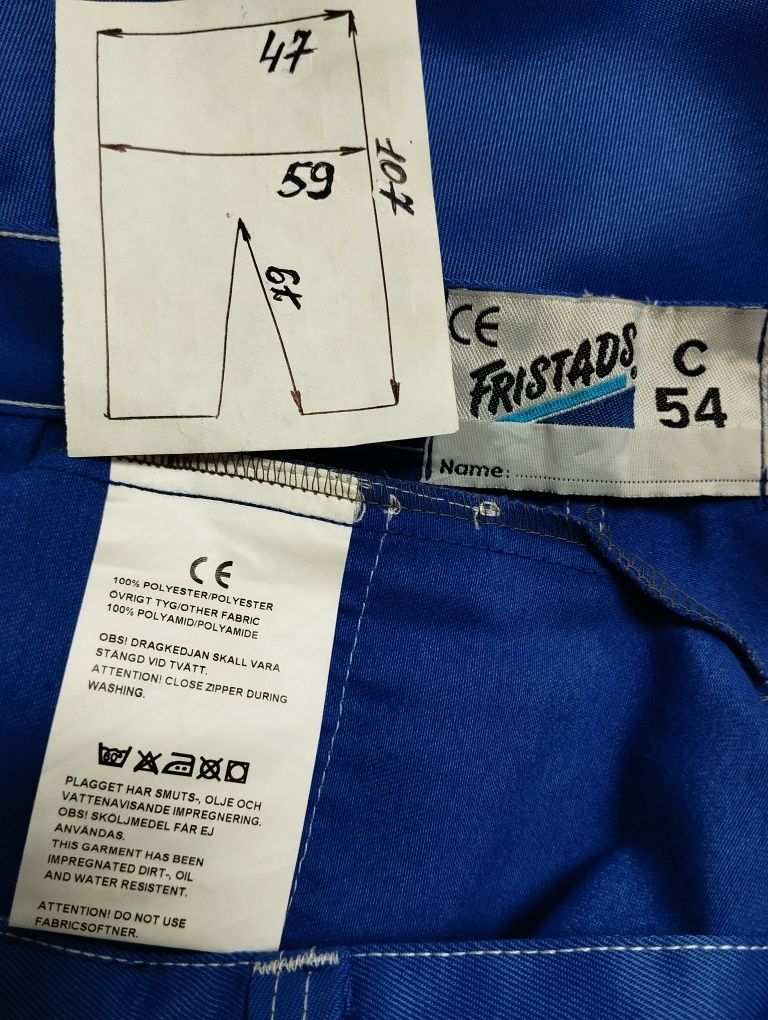 47
59
107
79
CE
FRISTADS
C
54
Name:
CE
100% POLYESTER/POLYESTER
ÖVRIGT TYG/OTHER FABRIC
100% POLYAMID/POLYAMIDE
OBS! DRAGKEDJAN SKALL VARA
STÄNGD VID TVÄTT.
ATTENTION! CLOSE ZIPPER DURING
WASHING.
60°
PLAGGET HAR SMUTS-, OLJE OCH
VATTENAVISANDE IMPREGNERING.
OBS! SKÖLJMEDEL FÅR EJ
ANVÄNDAS.
THIS GARMENT HAS BEEN
IMPREGNATED DIRT-, OIL
AND WATER RESISTENT.
ATTENTION! DO NOT USE
FABRICSOFTNER.